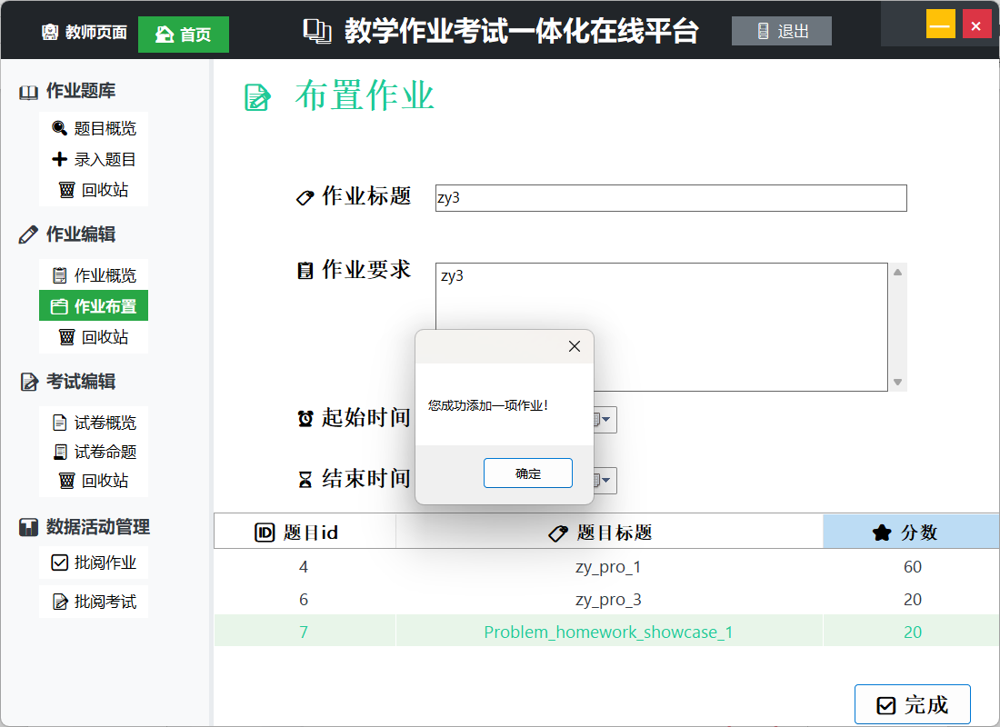 教师页面
首页
教学作业考试一体化在线平台
退出
作业题库
题目概览
录入题目
回收站
作业编辑
作业概览
作业布置
回收站
考试编辑
试卷概览
试卷命题
回收站
数据活动管理
批阅作业
批阅考试
布置作业
作业标题
zy3
作业要求
zy3
起始时间
结束时间
您成功添加一项作业!
确定
ID 题目id 题目标题 分数
4 zy_pro_1 60
6 zy_pro_3 20
7 Problem_homework_showcase_1 20
完成